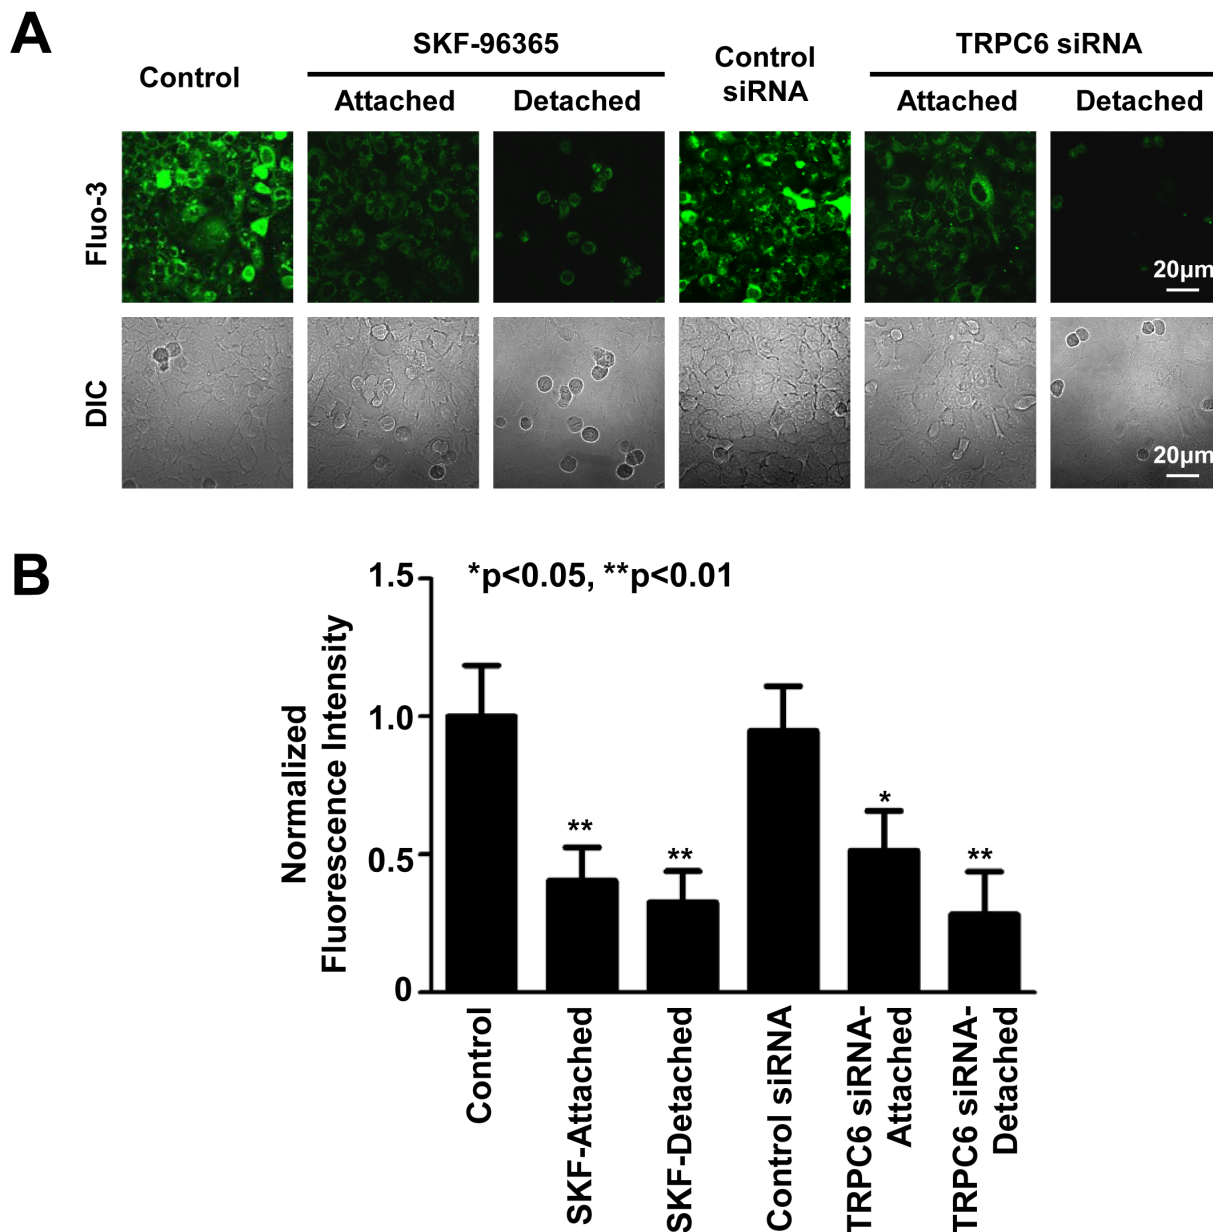 A
Control
SKF-96365
Attached
Detached
Control
siRNA
TRPC6 siRNA
Attached
Detached
Fluo-3
20μm
DIC
20μm
B
*p<0.05, **p<0.01
Normalized
Fluorescence Intensity
1.5
1.0
0.5
0
**
**
*
**
Control
SKF-Attached
SKF-Detached
Control siRNA
TRPC6 siRNA-
Attached
TRPC6 siRNA-
Detached